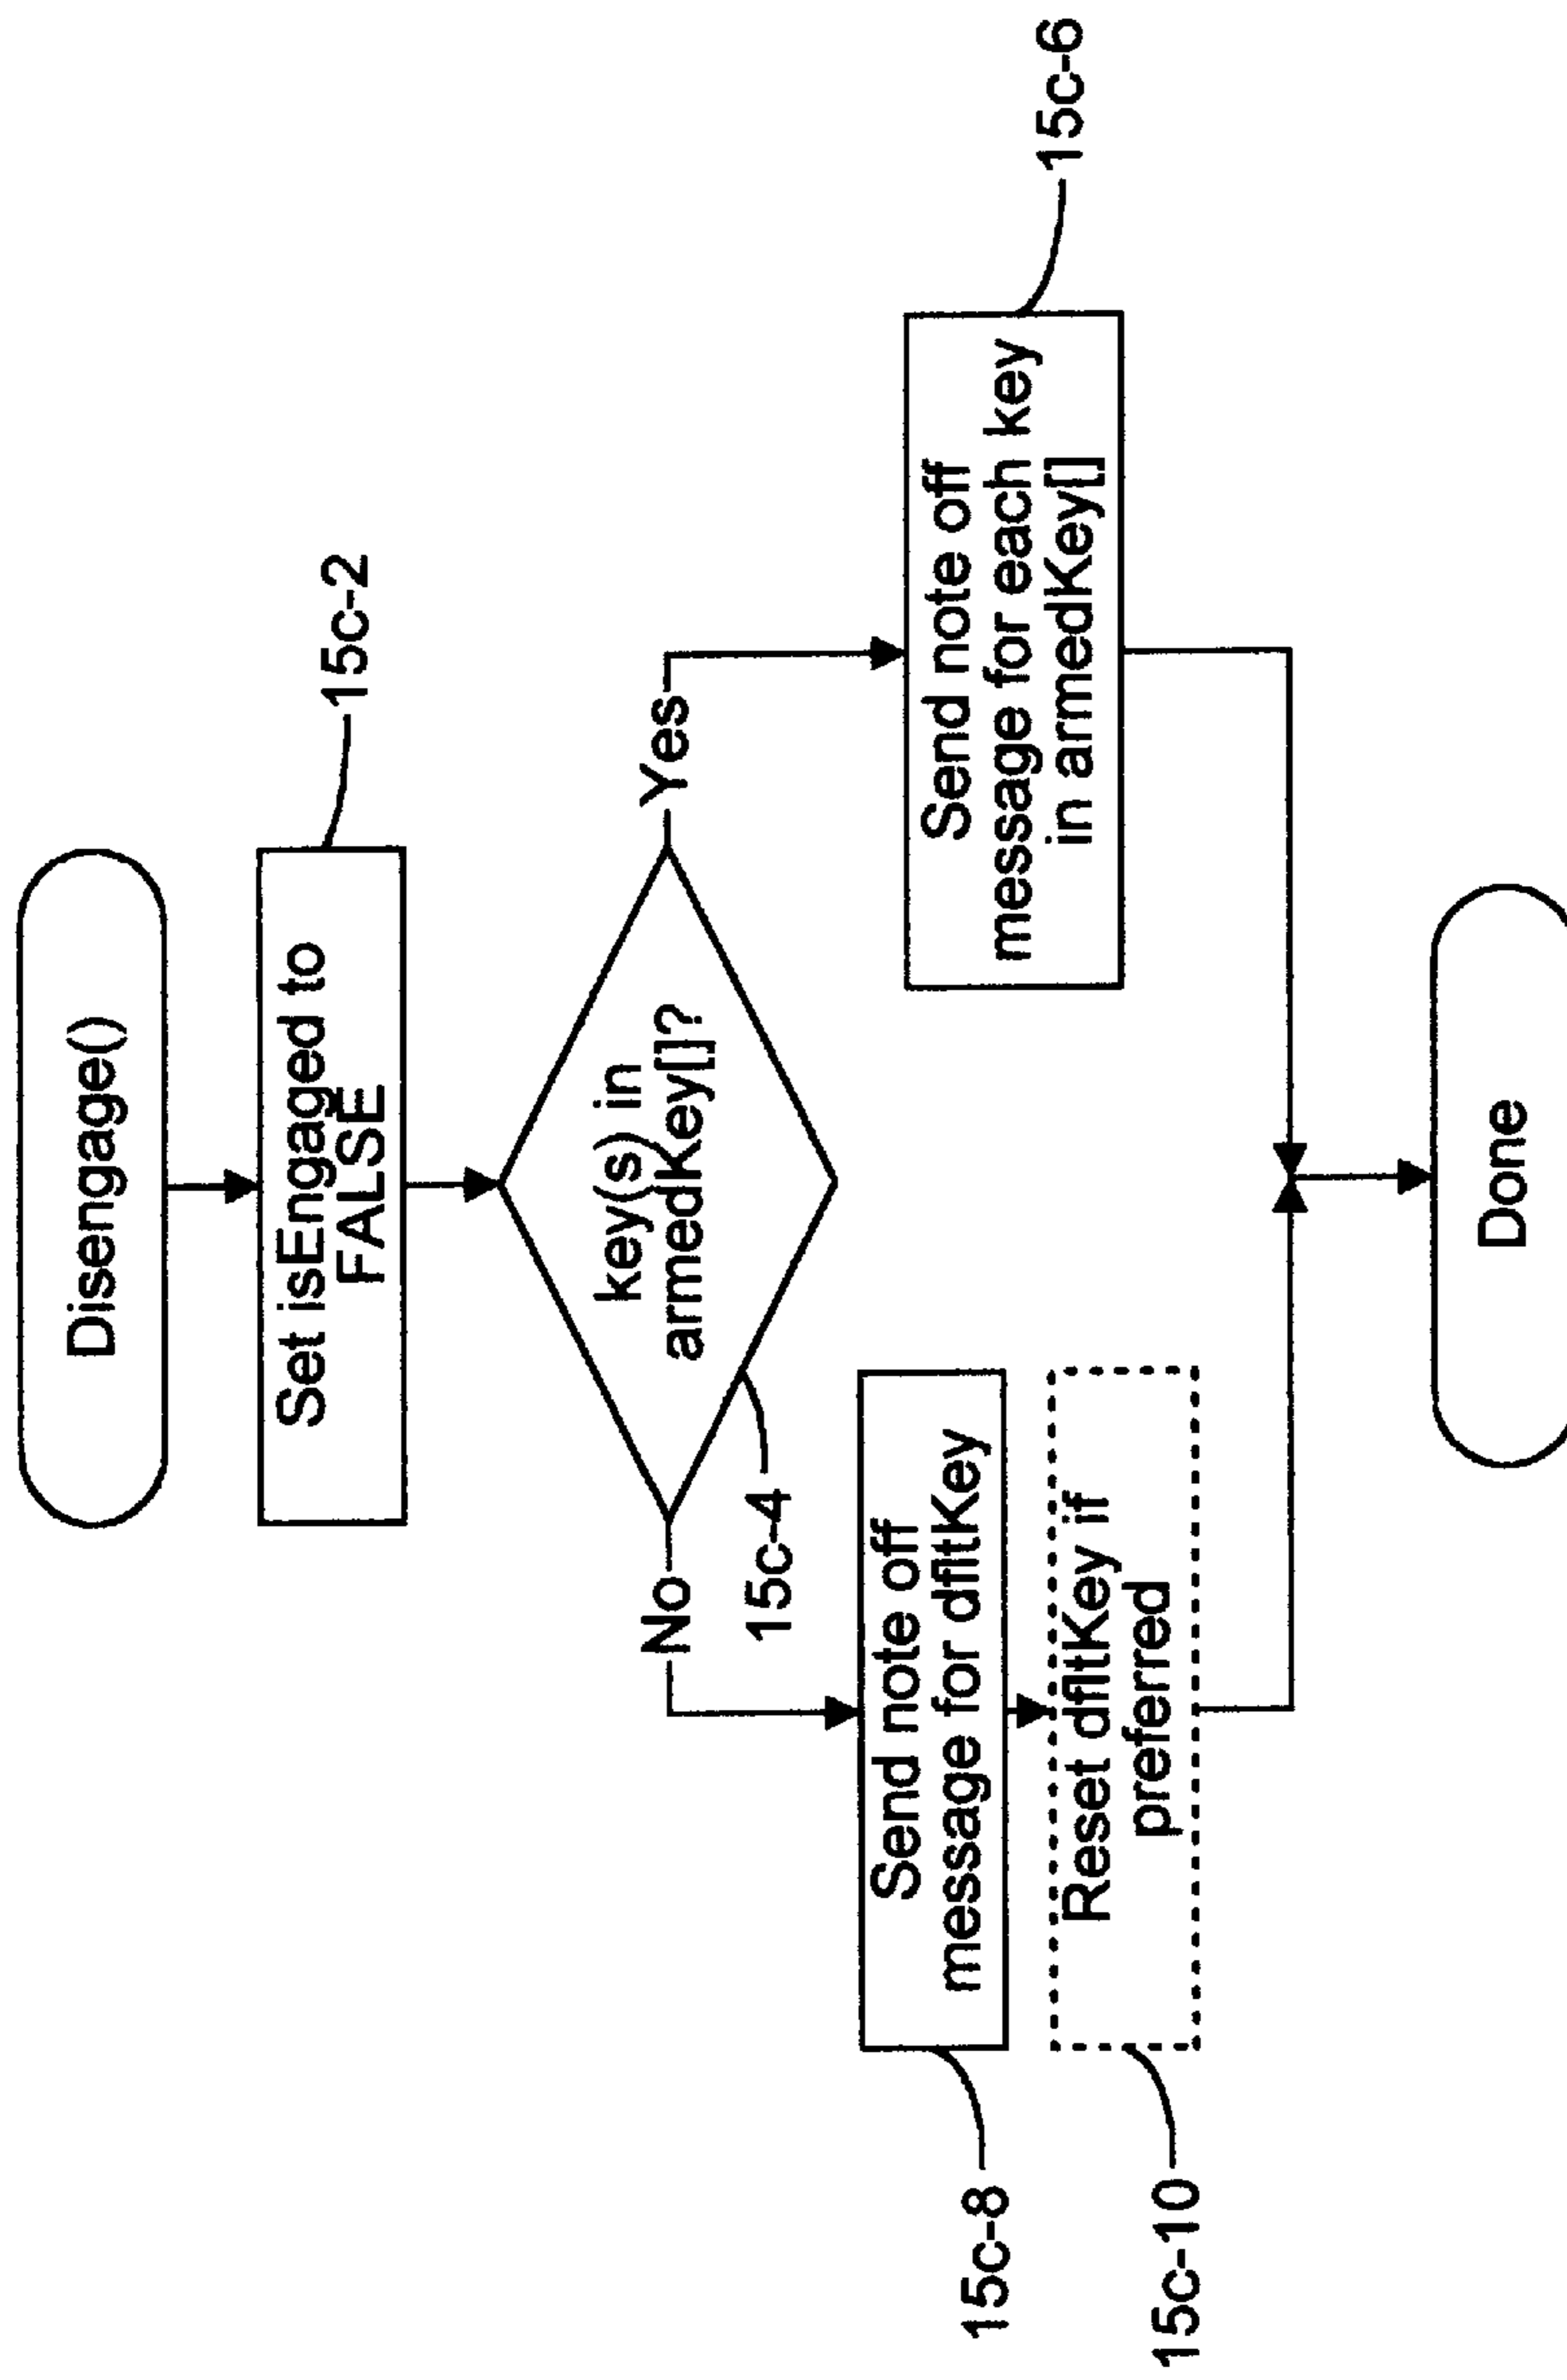 Disengage()
Set isEngaged to
FALSE
15c-2
key(s) in
armedKey[]?
No
Yes
15c-4
Send note off
message for dfltKey
15c-8
Reset dfltKey if
preferred
15c-10
Send note off
message for each key
in armedKey[]
15c-6
Done